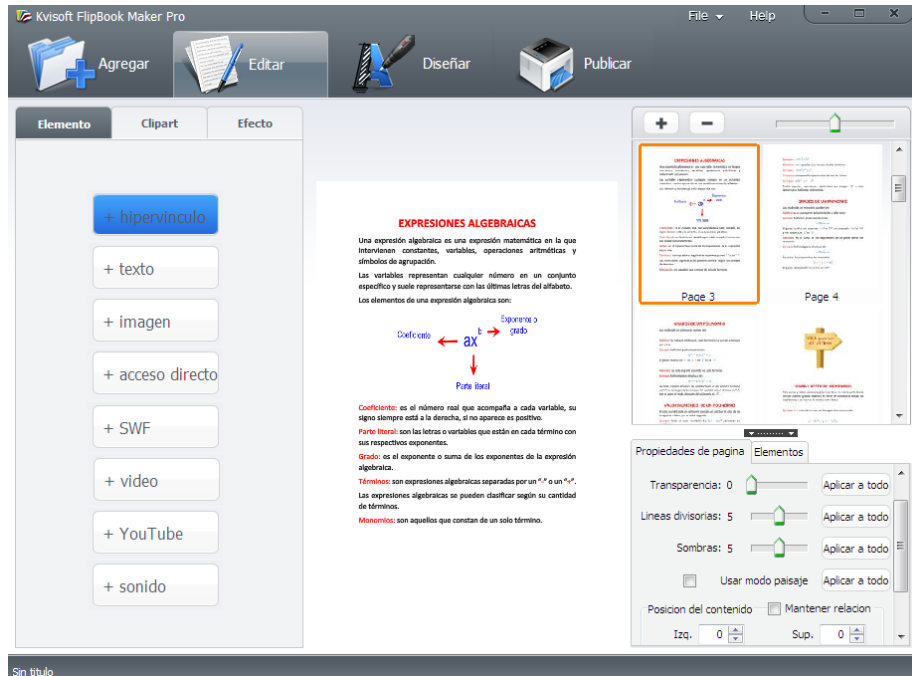 Kvisoft FlipBook Maker Pro
File Help
Agregar Editar Diseñar Publicar
Elemento Clipart Efecto
+ hipervinculo
+ texto
+ imagen
+ acceso directo
+ SWF
+ video
+ YouTube
+ sonido
EXPRESIONES ALGEBRAICAS
Una expresión algebraica es una expresión matemática en la que
intervienen constantes, variables, operaciones aritméticas y
símbolos de agrupación.
Las variables representan cualquier número en un conjunto
específico y suele representarse con las últimas letras del alfabeto.
Los elementos de una expresión algebraica son:
Exponente o
grado
Coeficiente ax b
Parte literal
Coeficiente: es el número real que acompaña a cada variable, su
signo siempre está a la derecha, si no aparece es positivo.
Parte literal: son las letras o variables que están en cada término con
sus respectivos exponentes.
Grado: es el exponente o suma de los exponentes de la expresión
algebraica.
Términos: son expresiones algebraicas separadas por un "-" o un "+".
Las expresiones algebraicas se pueden clasificar según su cantidad
de términos.
Monomios: son aquellos que constan de un solo término.
EXPRESIONES ALGEBRAICAS
Page 3 Page 4
Propiedades de pagina Elementos
Transparencia: 0 Aplicar a todo
Lineas divisorias: 5 Aplicar a todo
Sombras: 5 Aplicar a todo
Usar modo paisaje Aplicar a todo
Posicion del contenido Mantener relacion
Izq. 0 Sup. 0
Sin titulo